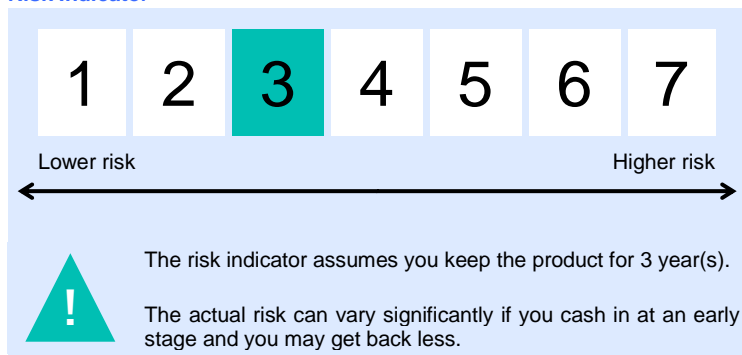 Risk Indicator
1 2 3 4 5 6 7
Lower risk Higher risk
The risk indicator assumes you keep the product for 3 year(s).
!
The actual risk can vary significantly if you cash in at an early
stage and you may get back less.